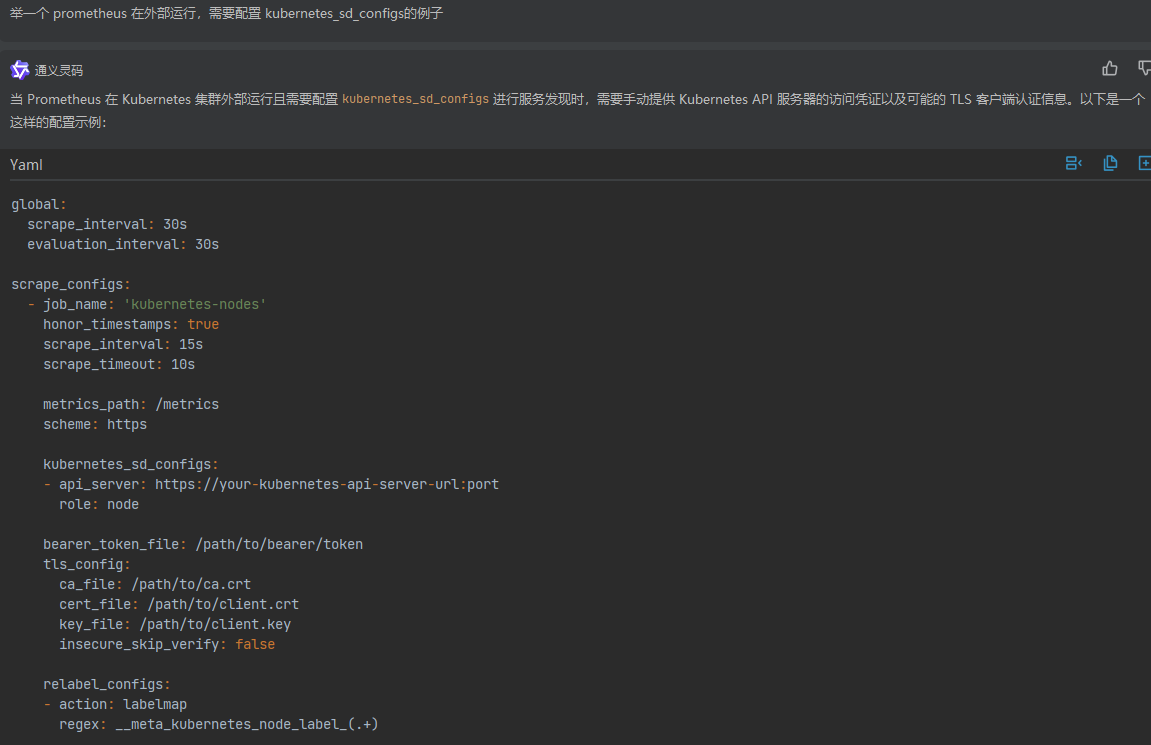 举一个 prometheus 在外部运行，需要配置 kubernetes_sd_configs的例子
通义灵码
当 Prometheus 在 Kubernetes 集群外部运行且需要配置 kubernetes_sd_configs 进行服务发现时，需要手动提供 Kubernetes API 服务器的访问凭证以及可能的 TLS 客户端认证信息。以下是一个
这样的配置示例：
Yaml
global:
  scrape_interval: 30s
  evaluation_interval: 30s
scrape_configs:
  - job_name: 'kubernetes-nodes'
    honor_timestamps: true
    scrape_interval: 15s
    scrape_timeout: 10s
    metrics_path: /metrics
    scheme: https
    kubernetes_sd_configs:
    - api_server: https://your-kubernetes-api-server-url:port
      role: node
    bearer_token_file: /path/to/bearer/token
    tls_config:
      ca_file: /path/to/ca.crt
      cert_file: /path/to/client.crt
      key_file: /path/to/client.key
      insecure_skip_verify: false
    relabel_configs:
    - action: labelmap
      regex: __meta_kubernetes_node_label_(.+)